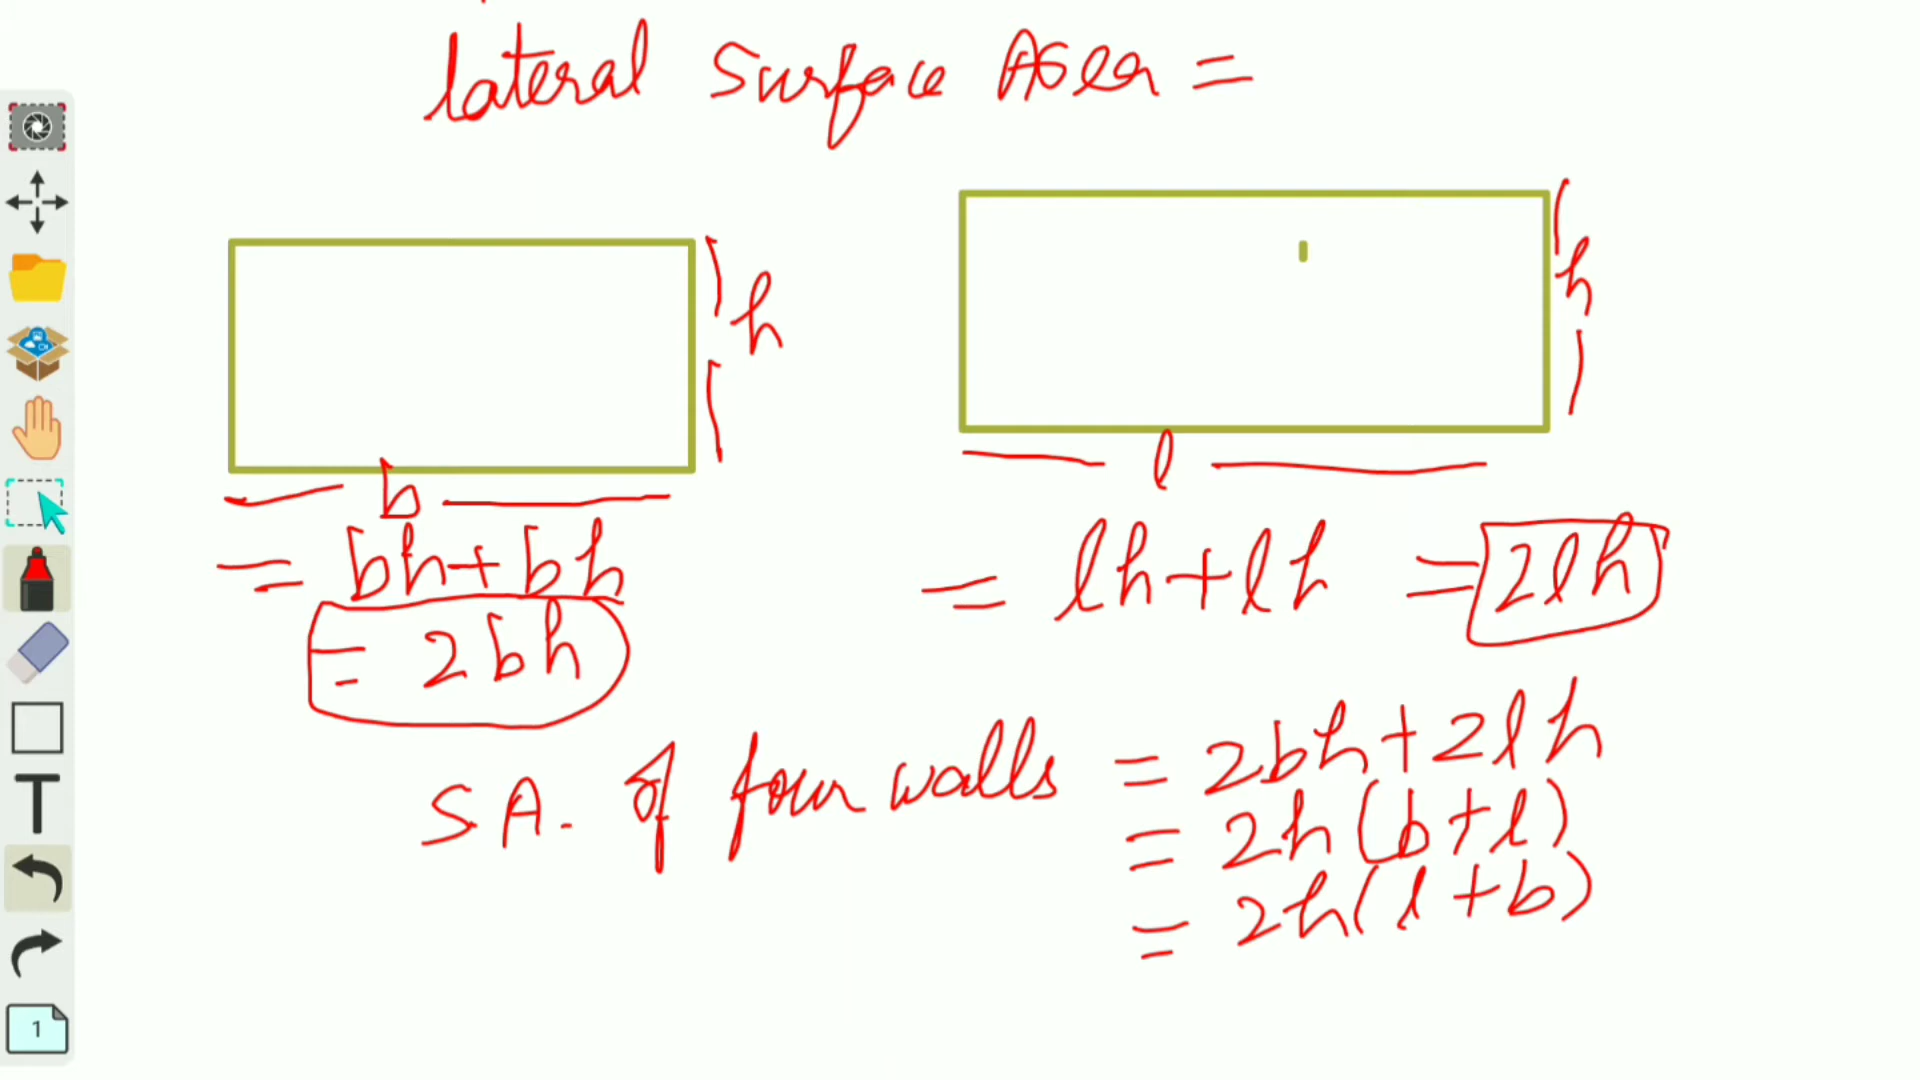 lateral Surface Area =
h
h
b
l
= bh + bh
= lh + lh = 2lh
= 2bh
S.A. of four walls = 2bh + 2lh
= 2h(b+l)
= 2h(l+b)
T
1